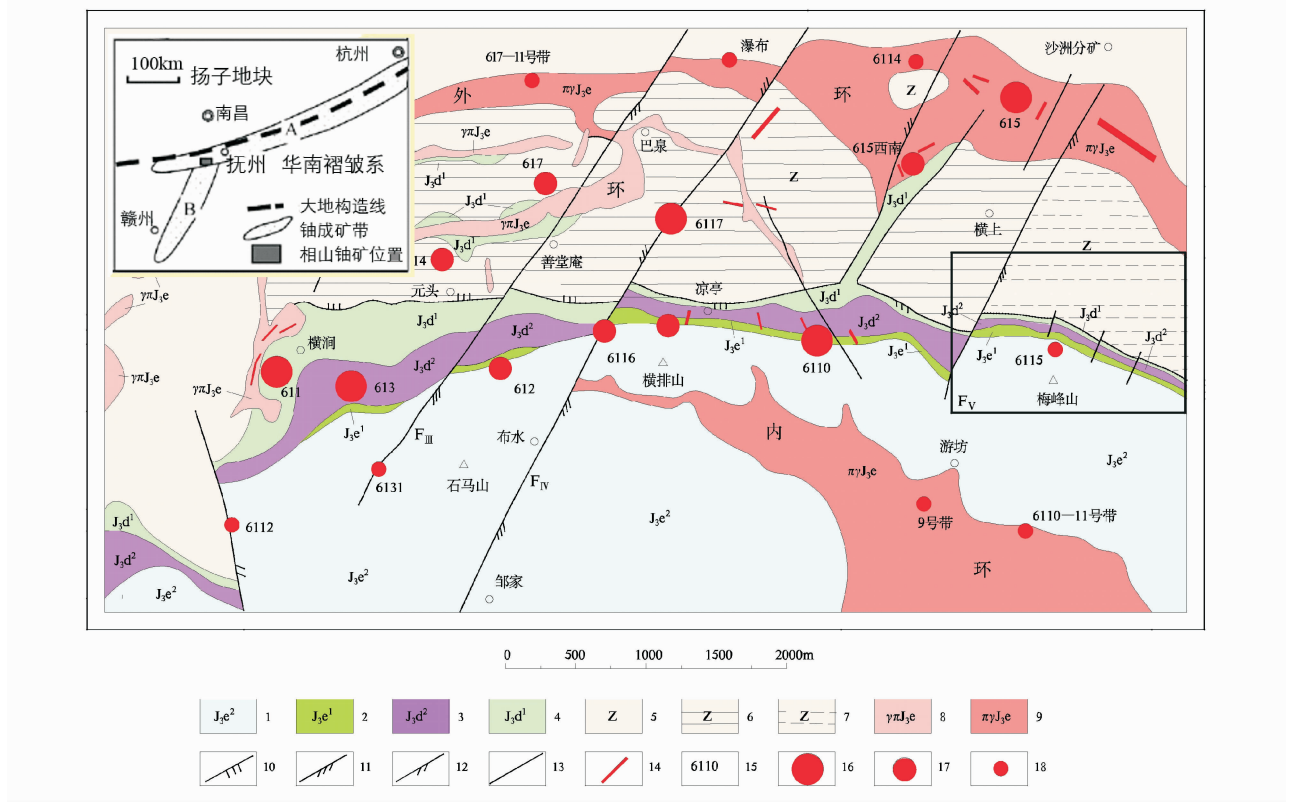 杭州
100km
扬子地块
南昌
A
抚州 华南褶皱系
B
赣州
大地构造线
铀成矿带
相山铀矿位置
617—11号带
瀑布
6114
沙洲分矿
外
πγJ₃e
环
Z
615
γπJ₃e
巴泉
615西南
πγJ₃e
617
J₃d¹
环
Z
J₃d¹
J₃d¹
γπJ₃e
6117
横上
J₃d¹
14
善堂庵
Z
γπJ₃e
元头
凉亭
J₃d¹
J₃d²
J₃d¹
J₃d¹
J₃d²
J₃d²
J₃d²
横涧
J₃e¹
J₃e¹
J₃e¹
6115
J₃d²
6116
6110
γπJ₃e
γπJ₃e
611
613
612
横排山
梅峰山
F_V
J₃e¹
F_III
布水
内
游坊
J₃e²
πγJ₃e
6131
石马山
F_IV
6112
J₃e²
9号带
6110—11号带
J₃d¹
J₃d²
J₃e²
J₃e²
邹家
环
0 500 1000 1500 2000m
J₃e² 1 J₃e¹ 2 J₃d² 3 J₃d¹ 4 Z 5 Z 6 Z 7 γπJ₃e 8 πγJ₃e 9
10 11 12 13 14 6110 15 16 17 18